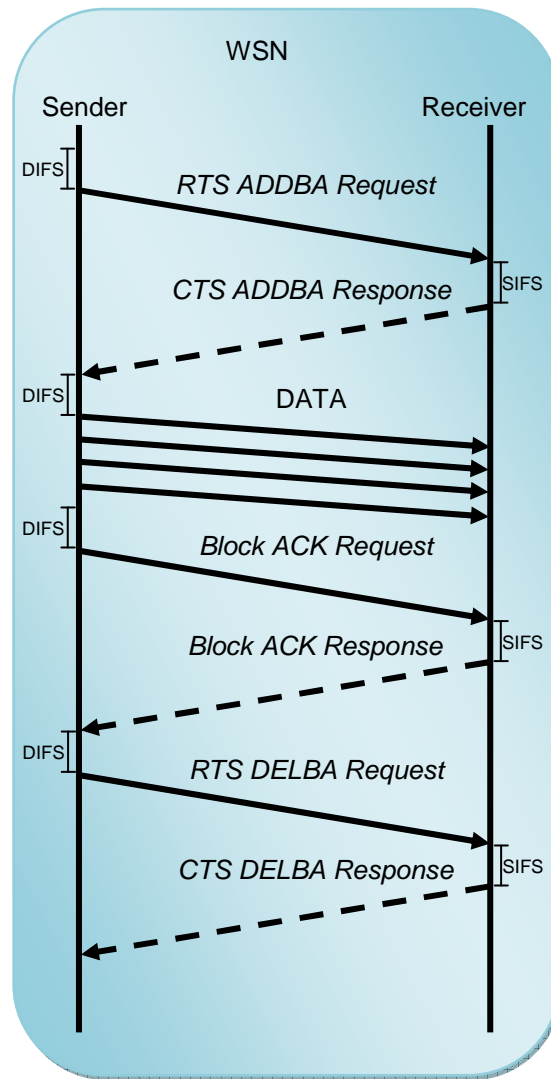 WSN
Sender
Receiver
DIFS
RTS ADDBA Request
SIFS
CTS ADDBA Response
DIFS
DATA
DIFS
Block ACK Request
SIFS
Block ACK Response
DIFS
RTS DELBA Request
SIFS
CTS DELBA Response